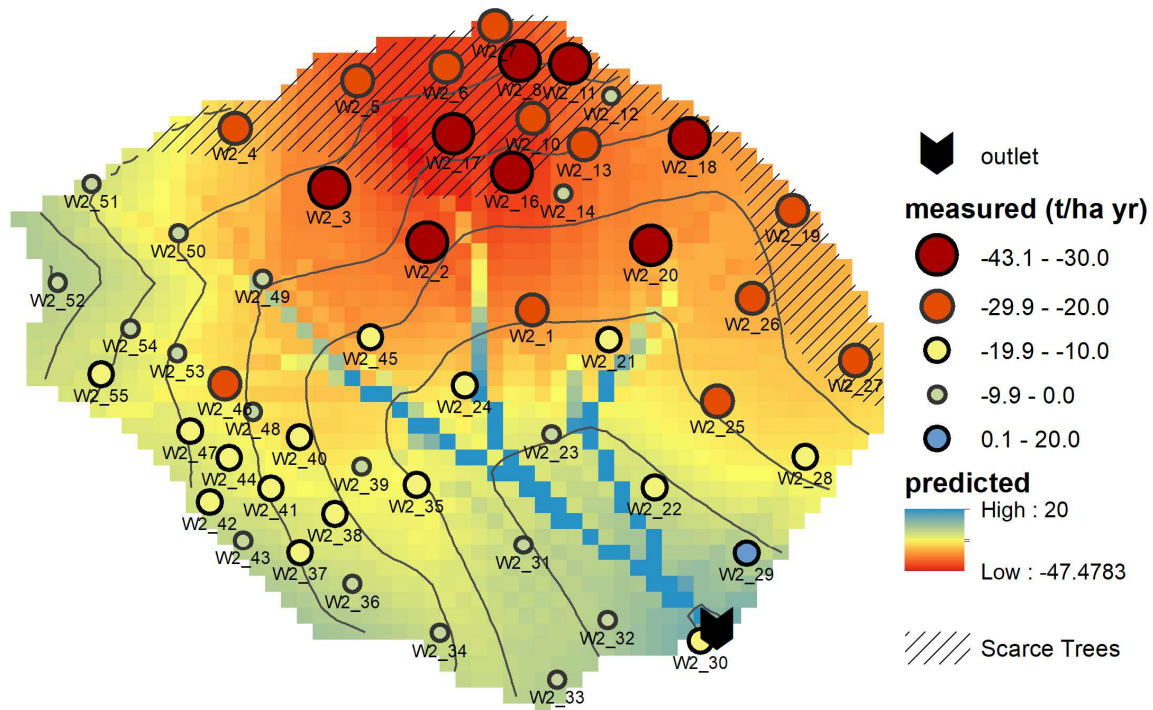 W2_7
W2_6
W2_8
W2_11
W2_5
W2_12
W2_10
W2_4
W2_17
W2_13
W2_18
W2_51
W2_3
W2_16
W2_14
W2_50
W2_19
W2_2
W2_20
W2_52
W2_49
W2_26
W2_54
W2_1
W2_45
W2_21
W2_53
W2_27
W2_55
W2_46
W2_24
W2_48
W2_25
W2_47
W2_40
W2_23
W2_44
W2_39
W2_28
W2_41
W2_35
W2_22
W2_42
W2_38
W2_43
W2_31
W2_37
W2_29
W2_36
W2_32
W2_34
W2_30
W2_33
outlet
measured (t/ha yr)
-43.1 - -30.0
-29.9 - -20.0
-19.9 - -10.0
-9.9 - 0.0
0.1 - 20.0
predicted
High : 20
Low : -47.4783
Scarce Trees